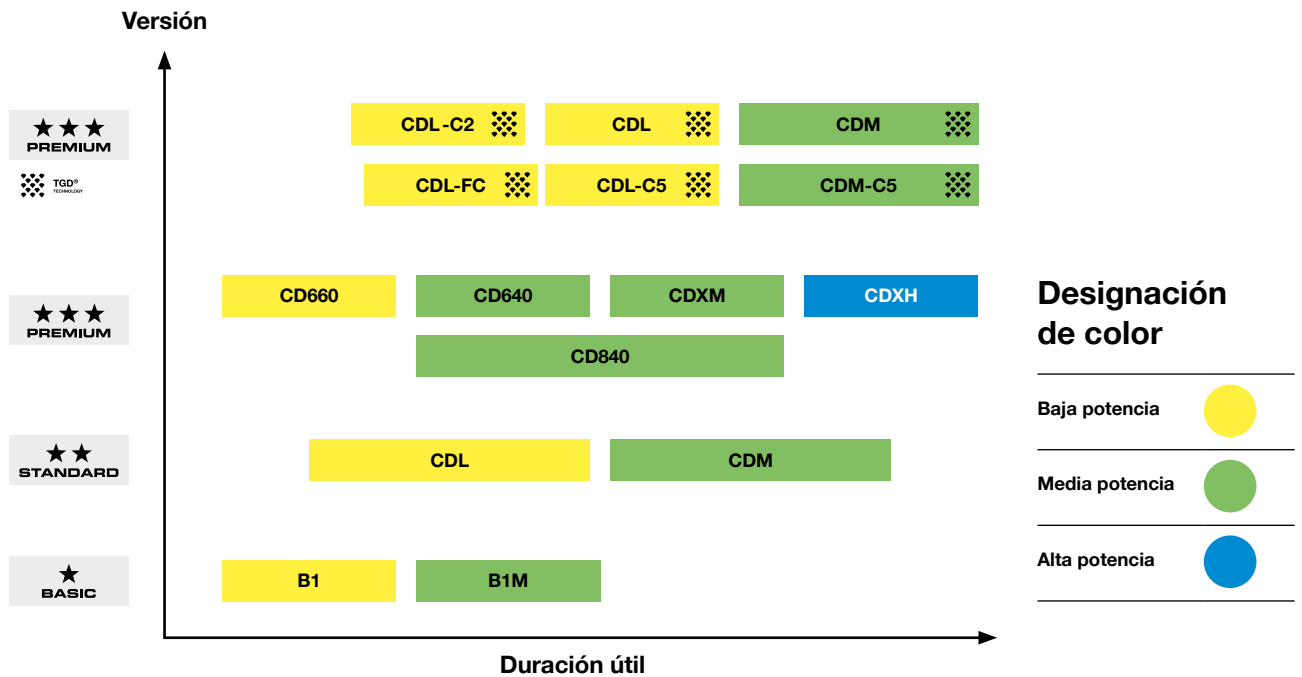 Versión
PREMIUM
TGD®
TECHNOLOGY
CDL-C2
CDL
CDM
CDL-FC
CDL-C5
CDM-C5
PREMIUM
CD660
CD640
CDXM
CDXH
CD840
STANDARD
CDL
CDM
BASIC
B1
B1M
Duración útil
Designación
de color
Baja potencia
Media potencia
Alta potencia